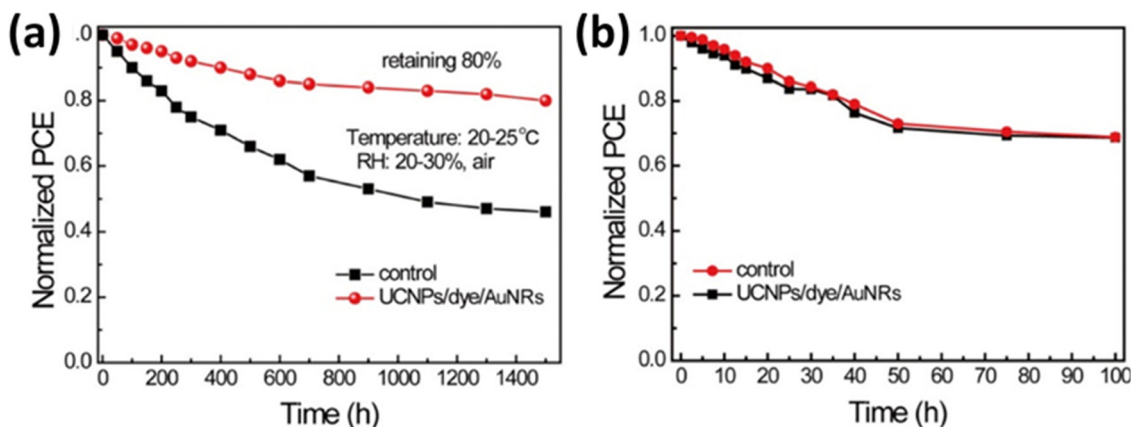 (a)
Normalized PCE
.0
0.8
0.6
0.4
0.2
0.0
retaining 80%
Temperature: 20-25°C
RH: 20-30%, air
control
UCNPs/dye/AuNRs
0 200 400 600 800 1000 1200 1400
Time (h)
(b)
Normalized PCE
1.0
0.8
0.6
0.4
0.2
0.0
control
UCNPs/dye/AuNRs
0 10 20 30 40 50 60 70 80 90 100
Time (h)